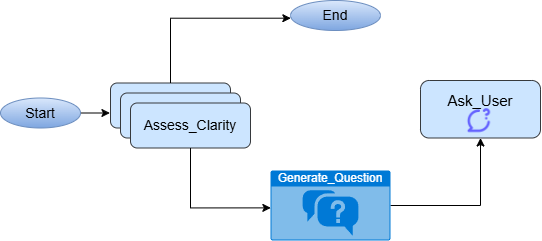 End
Start
Assess_Clarity
Ask_User
?
Generate_Question
?